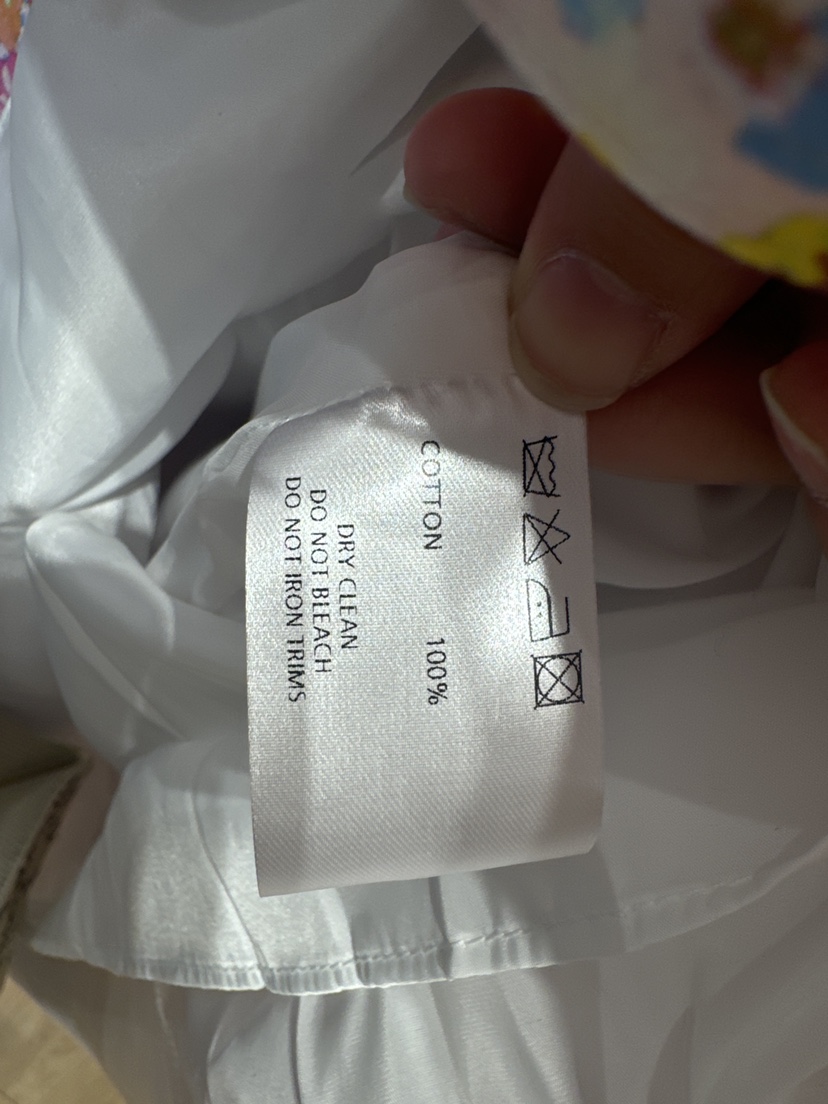 COTTON 100%
DRY CLEAN
DO NOT BLEACH
DO NOT IRON TRIMS